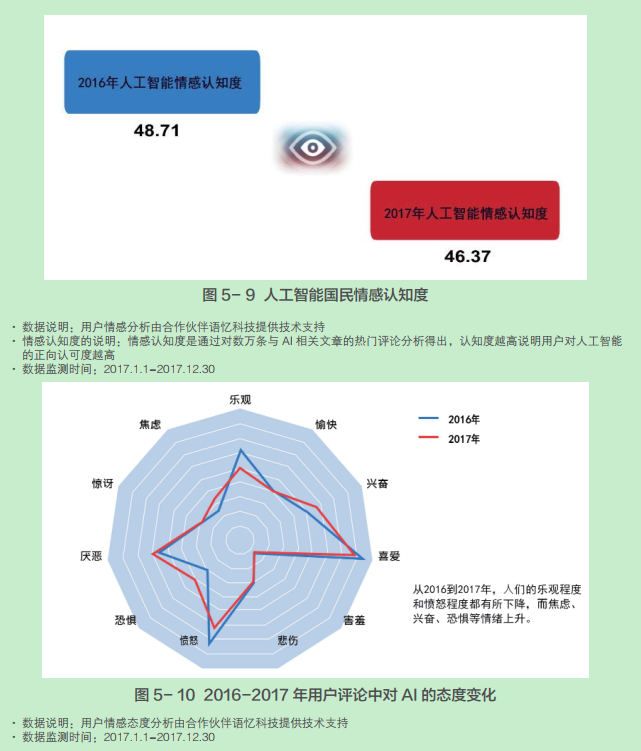 2016年人工智能情感认知度
48.71
2017年人工智能情感认知度
46.37
图 5- 9 人工智能国民情感认知度
· 数据说明：用户情感分析由合作伙伴语忆科技提供技术支持
· 情感认知度的说明：情感认知度是通过对数万条与 AI 相关文章的热门评论分析得出，认知度越高说明用户对人工智能
的正向认可度越高
· 数据监测时间：2017.1.1-2017.12.30
乐观
焦虑
愉快
2016年
2017年
惊讶
兴奋
厌恶
喜爱
从2016到2017年，人们的乐观程度
和愤怒程度都有所下降，而焦虑、
兴奋、恐惧等情绪上升。
恐惧
害羞
愤怒
悲伤
图 5- 10 2016-2017 年用户评论中对 AI 的态度变化
· 数据说明：用户情感态度分析由合作伙伴语忆科技提供技术支持
· 数据监测时间：2017.1.1-2017.12.30